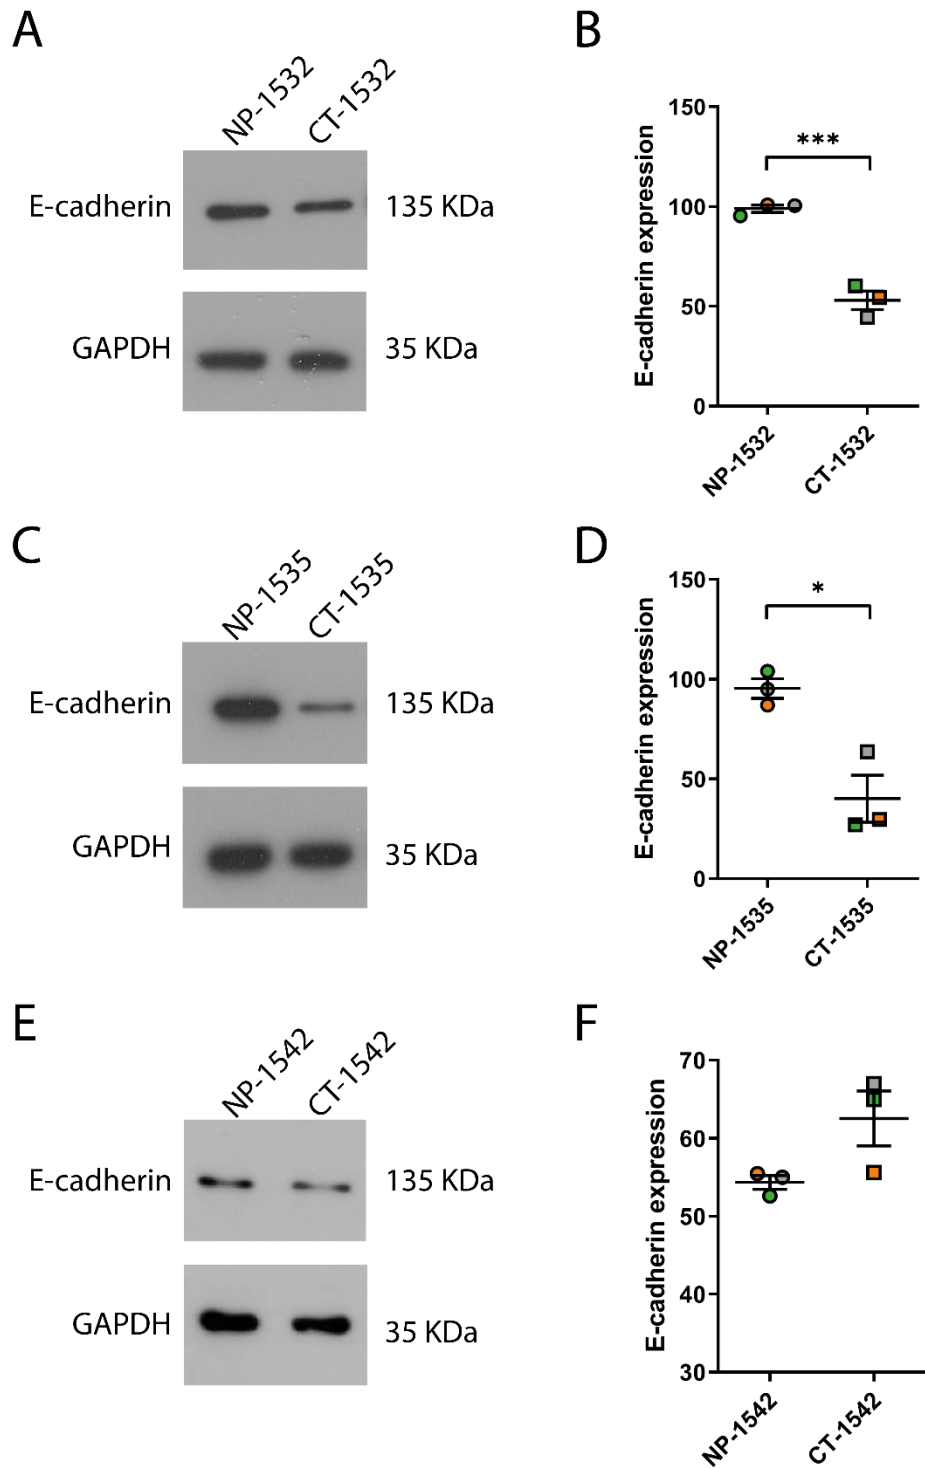 A
NP-1532
CT-1532
E-cadherin
135 KDa
GAPDH
35 KDa
B
150
100
50
0
E-cadherin expression
***
NP-1532
CT-1532
C
NP-1535
CT-1535
E-cadherin
135 KDa
GAPDH
35 KDa
D
150
100
50
0
E-cadherin expression
*
NP-1535
CT-1535
E
NP-1542
CT-1542
E-cadherin
135 KDa
GAPDH
35 KDa
F
70
60
50
40
30
E-cadherin expression
NP-1542
CT-1542